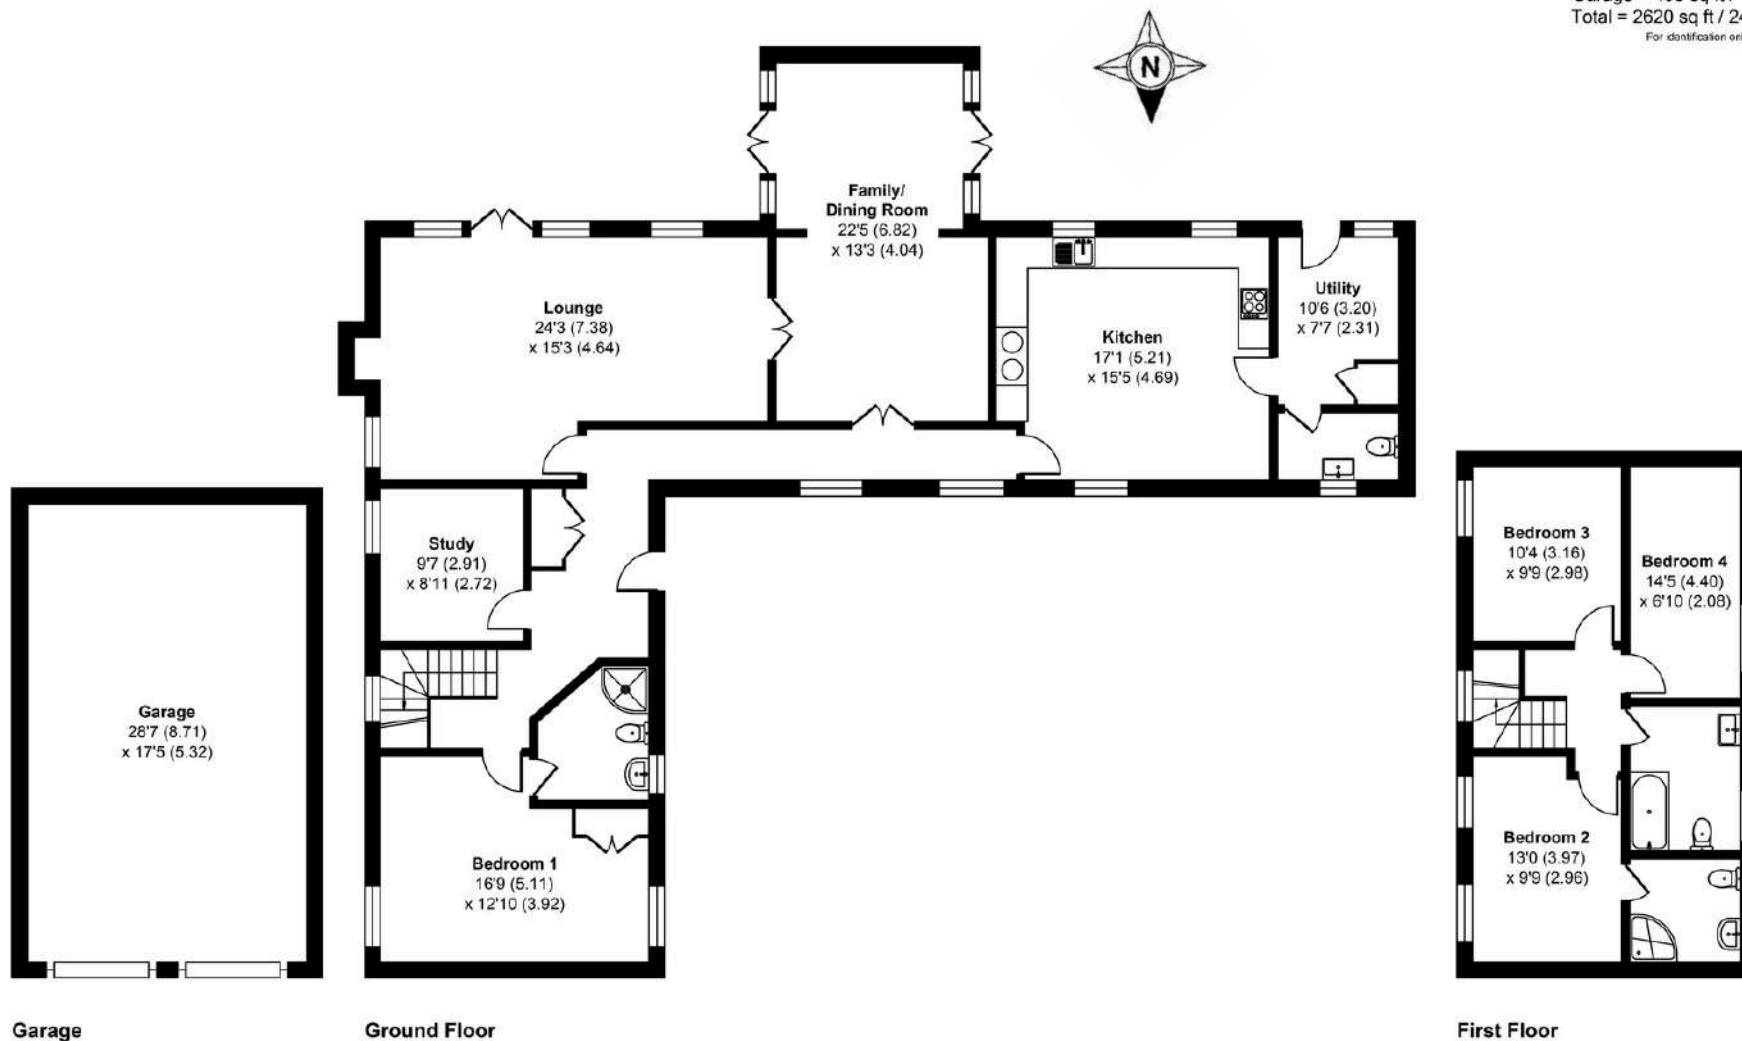 Total = 2620 sq ft / 24
For identification onl
N
Family/
Dining Room
22'5 (6.82)
x 13'3 (4.04)
Lounge
24'3 (7.38)
x 15'3 (4.64)
Kitchen
17'1 (5.21)
x 15'5 (4.69)
Utility
10'6 (3.20)
x 7'7 (2.31)
Study
9'7 (2.91)
x 8'11 (2.72)
Garage
28'7 (8.71)
x 17'5 (5.32)
Bedroom 1
16'9 (5.11)
x 12'10 (3.92)
Bedroom 3
10'4 (3.16)
x 9'9 (2.98)
Bedroom 4
14'5 (4.40)
x 6'10 (2.08)
Bedroom 2
13'0 (3.97)
x 9'9 (2.96)
Garage
Ground Floor
First Floor